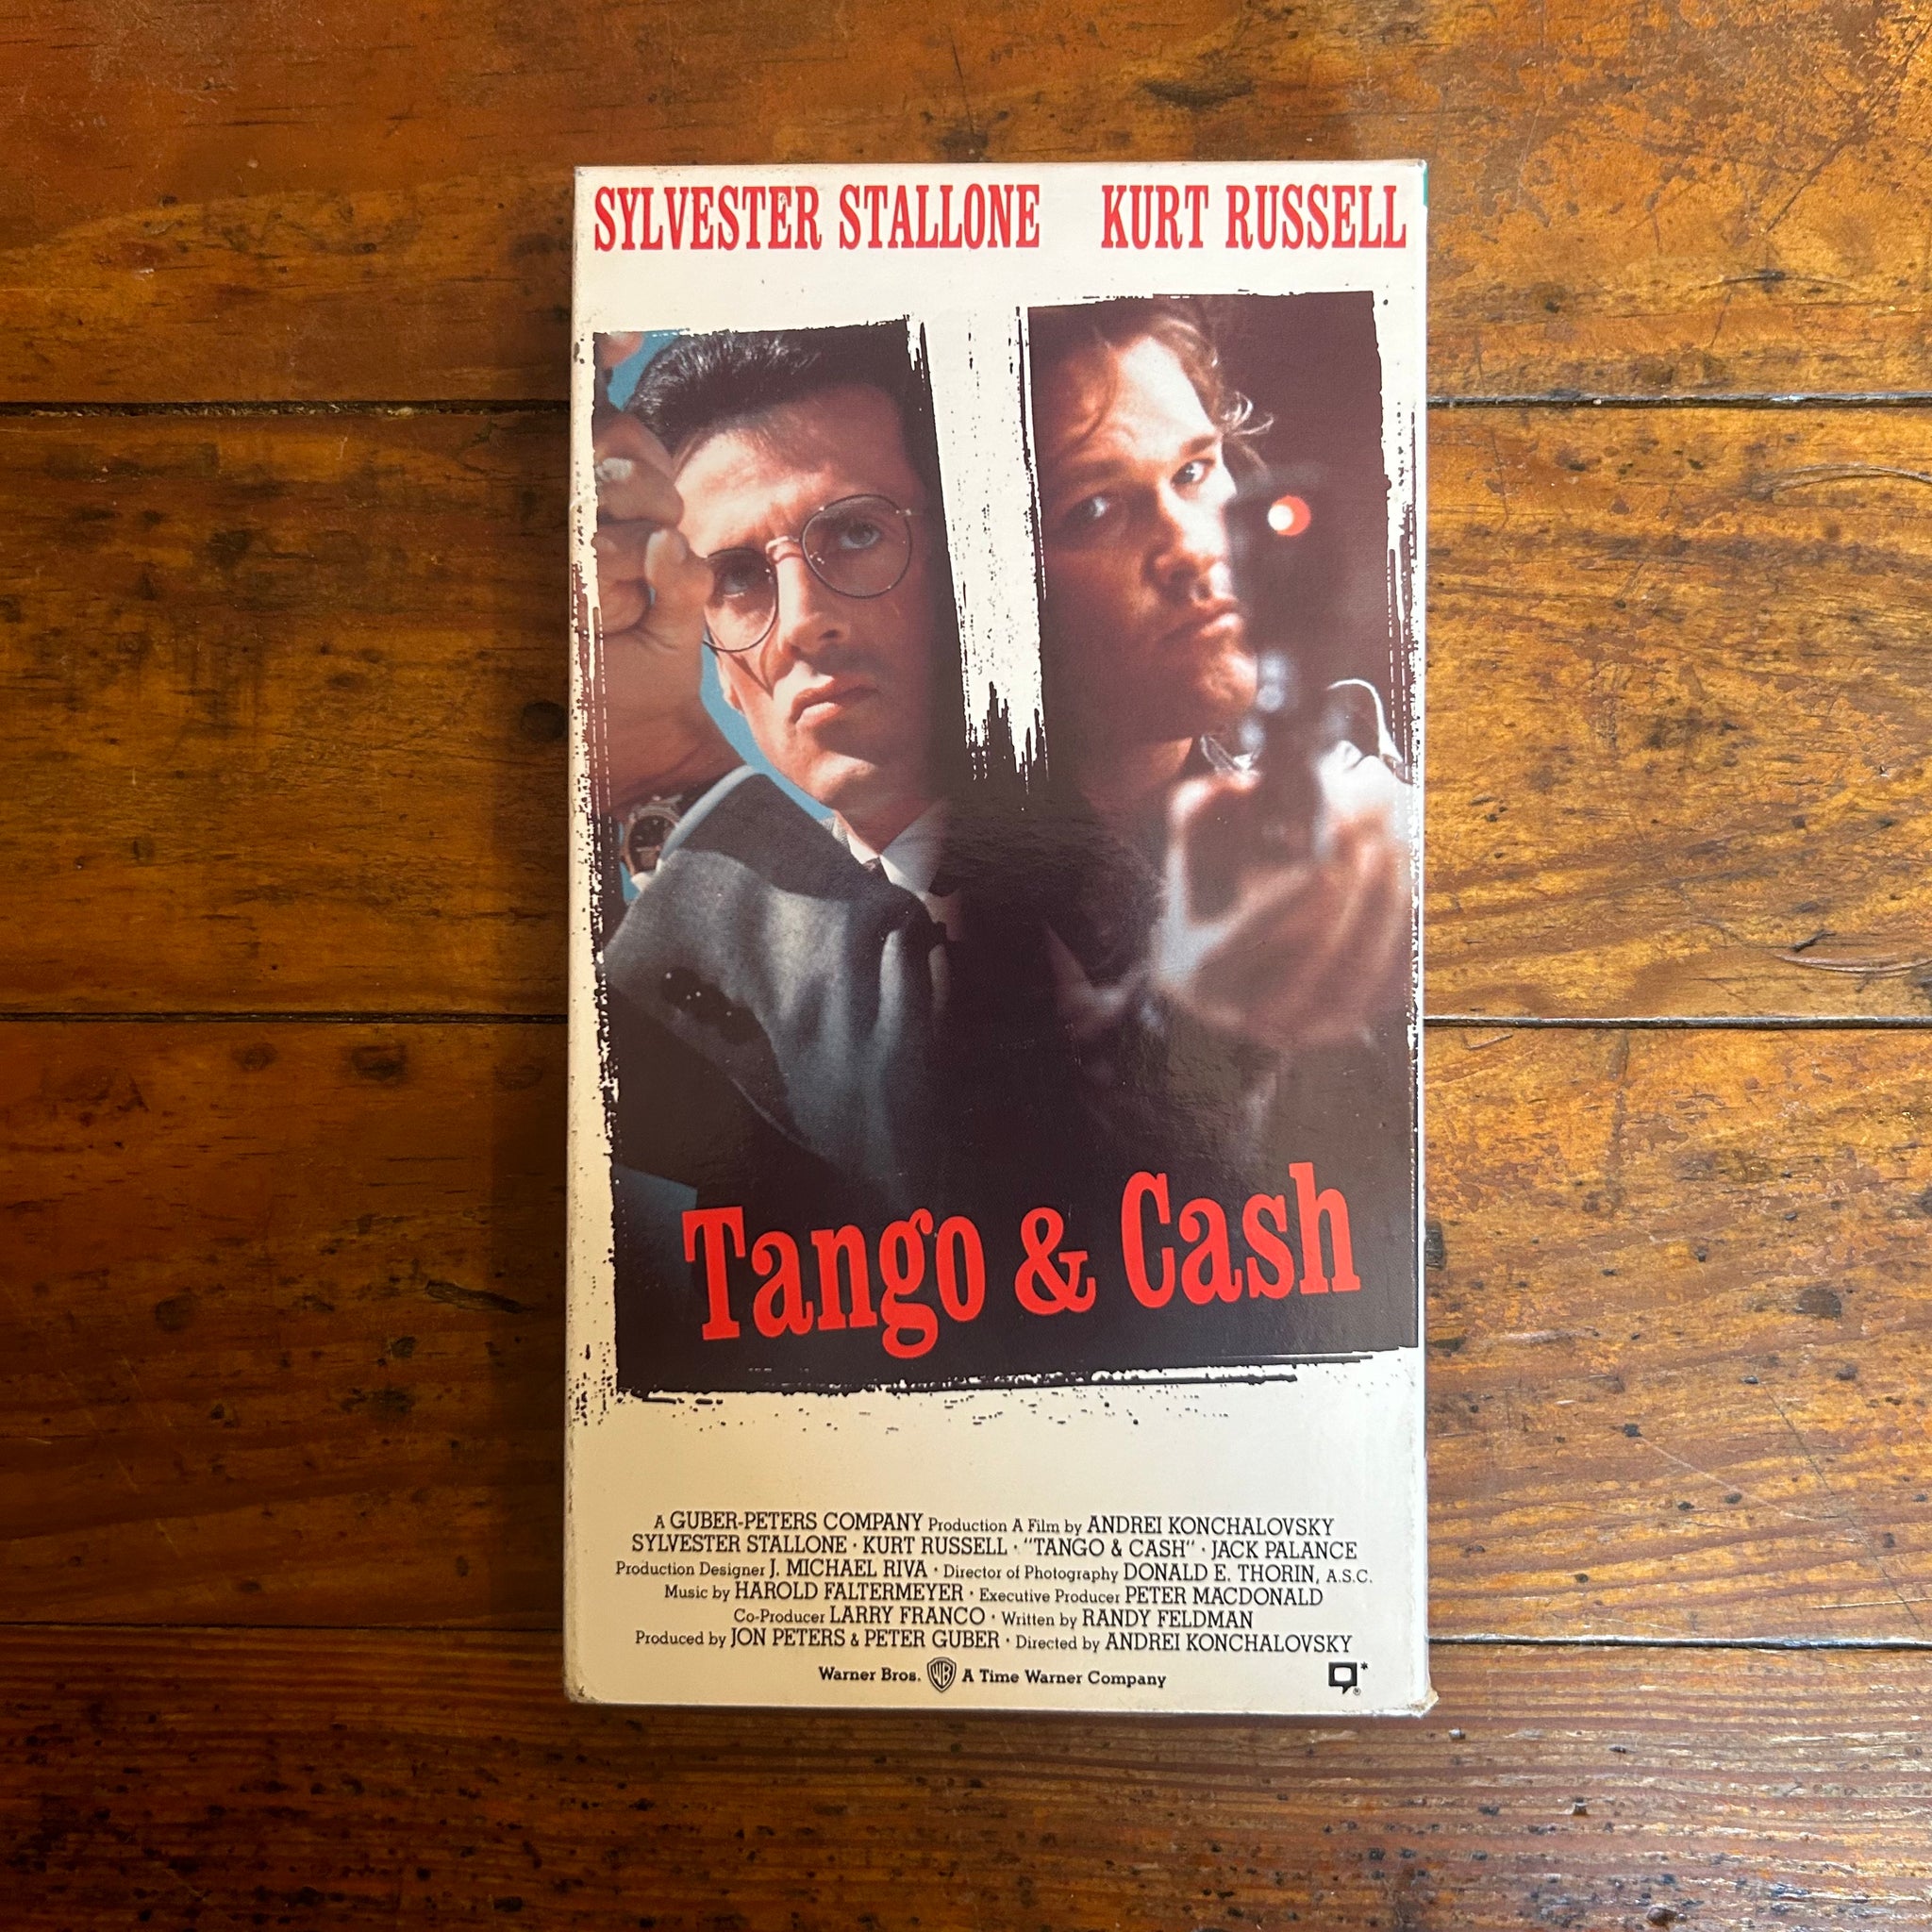 SYLVESTER STALLONE KURT RUSSELL
Tango & Cash
A GUBER-PETERS COMPANY Production A Film by ANDREI KONCHALOVSKY
SYLVESTER STALLONE · KURT RUSSELL · "TANGO & CASH" · JACK PALANCE
Production Designer J. MICHAEL RIVA · Director of Photography DONALD E. THORIN, A.S.C.
Music by HAROLD FALTERMEYER · Executive Producer PETER MACDONALD
Co-Producer LARRY FRANCO · Written by RANDY FELDMAN
Produced by JON PETERS & PETER GUBER · Directed by ANDREI KONCHALOVSKY
Warner Bros. WB A Time Warner Company